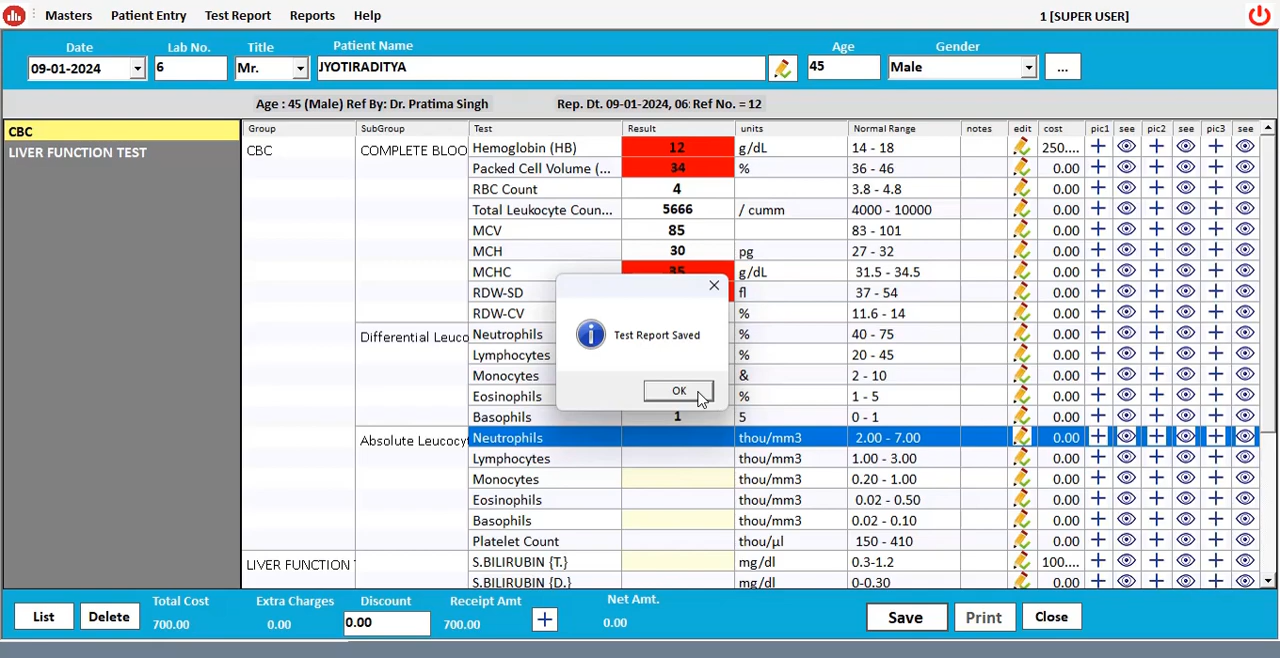 Masters Patient Entry Test Report Reports Help 1 [SUPER USER]
Date Lab No. Title Patient Name Age Gender
09-01-2024 6 Mr. JYOTIRADITYA 45 Male ...
Age : 45 (Male) Ref By: Dr. Pratima Singh Rep. Dt. 09-01-2024, 06: Ref No. = 12
CBC
LIVER FUNCTION TEST
Group SubGroup Test Result units Normal Range notes edit cost pic1 see pic2 see pic3 see
CBC COMPLETE BLOO Hemoglobin (HB) 12 g/dL 14 - 18 250....
Packed Cell Volume (... 34 % 36 - 46 0.00
RBC Count 4 3.8 - 4.8 0.00
Total Leukocyte Coun... 5666 / cumm 4000 - 10000 0.00
MCV 85 83 - 101 0.00
MCH 30 pg 27 - 32 0.00
MCHC 35 g/dL 31.5 - 34.5 0.00
RDW-SD fl 37 - 54 0.00
RDW-CV % 11.6 - 14 0.00
Differential Leuco Neutrophils % 40 - 75 0.00
Lymphocytes % 20 - 45 0.00
Monocytes & 2 - 10 0.00
Eosinophils % 1 - 5 0.00
Basophils 1 5 0 - 1 0.00
Absolute Leucocyt Neutrophils thou/mm3 2.00 - 7.00 0.00
Lymphocytes thou/mm3 1.00 - 3.00 0.00
Monocytes thou/mm3 0.20 - 1.00 0.00
Eosinophils thou/mm3 0.02 - 0.50 0.00
Basophils thou/mm3 0.02 - 0.10 0.00
Platelet Count thou/µl 150 - 410 0.00
LIVER FUNCTION S.BILIRUBIN {T.} mg/dl 0.3-1.2 100....
S.BILIRUBIN {D.} mg/dl 0-0.30 0.00
Test Report Saved
OK
List Delete Total Cost Extra Charges Discount Receipt Amt Net Amt. Save Print Close
700.00 0.00 0.00 700.00 0.00